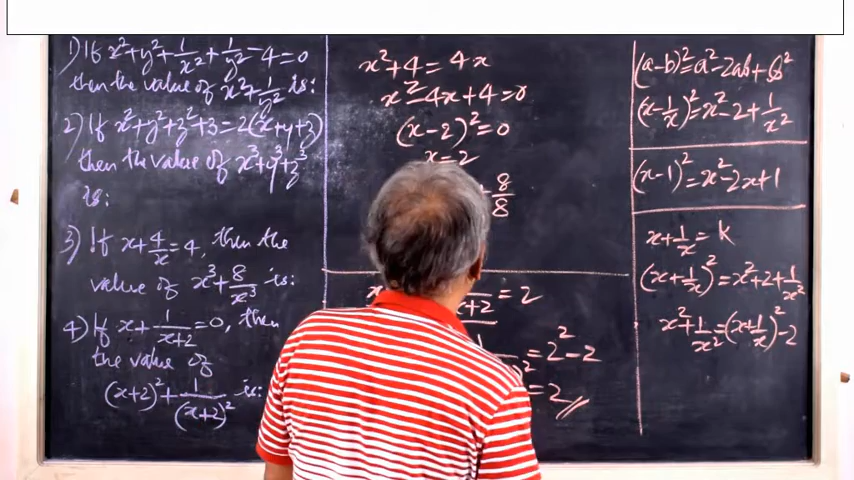 1) If x²+y²+1/x²+1/y²-4=0
then the value of x²+1/y² is:
2) If x²+y²+z²+3=2(x+y+z)
then the value of x³+y³+z³
is:
3) If x+4/x=4, then the
value of x³+8/x³ is:
4) If x+1/(x+2)=0, then
the value of
(x+2)²+1/(x+2)² is:
x²+4=4x
x²-4x+4=0
(x-2)²=0
x=2
8/8
x+2 =2
=2²-2
=2
(a-b)²=a²-2ab+b²
(x-1/x)²=x²-2+1/x²
(x-1)²=x²-2x+1
x+1/x=K
(x+1/x)²=x²+2+1/x²
x²+1/x²=(x+1/x)²-2